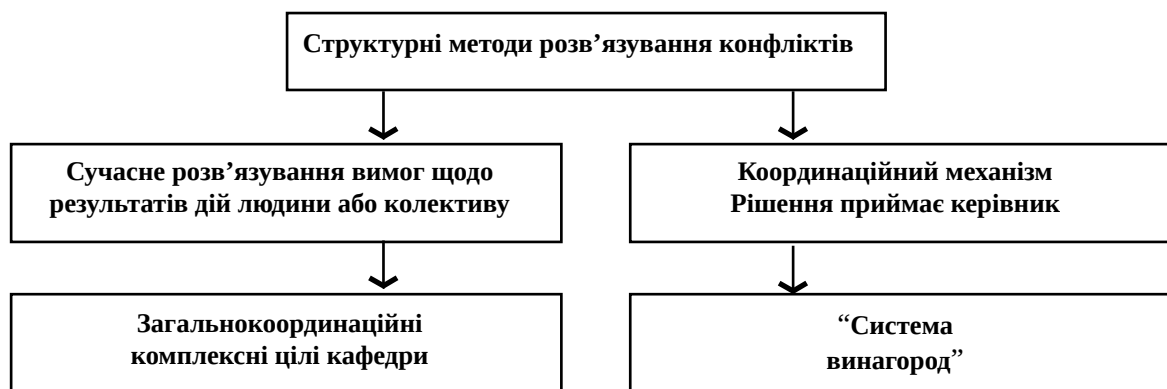 Структурні методи розв’язування конфліктів
Сучасне розв’язування вимог щодо
результатів дій людини або колективу
Координаційний механізм
Рішення приймає керівник
Загальнокоординаційні
комплексні цілі кафедри
“Система
винагород”